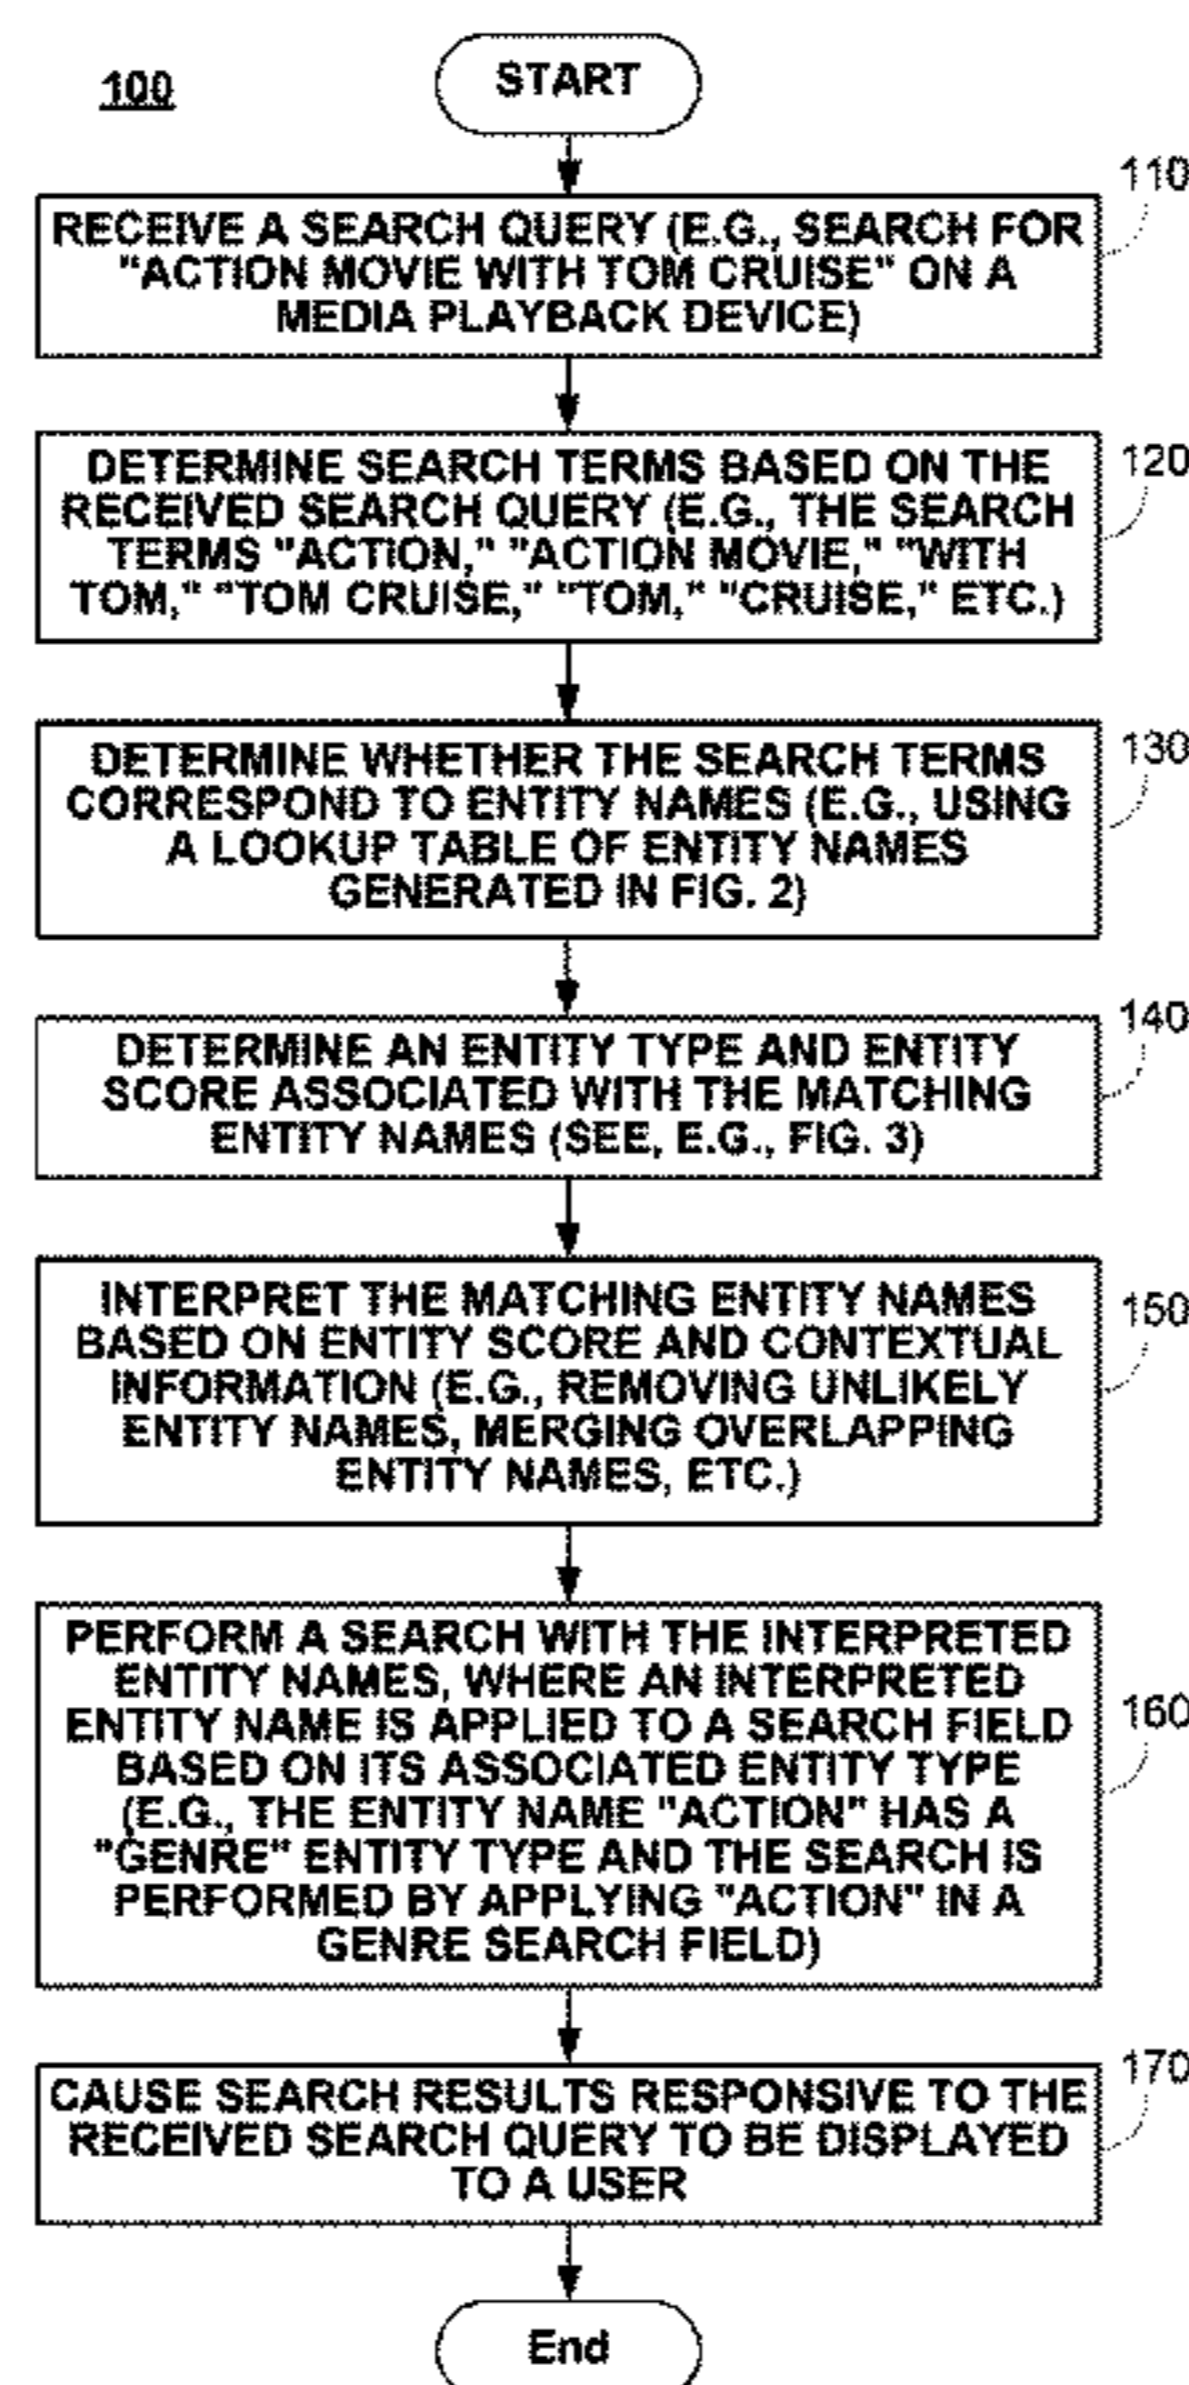 100
START
110
RECEIVE A SEARCH QUERY (E.G., SEARCH FOR
"ACTION MOVIE WITH TOM CRUISE" ON A
MEDIA PLAYBACK DEVICE)
120
DETERMINE SEARCH TERMS BASED ON THE
RECEIVED SEARCH QUERY (E.G., THE SEARCH
TERMS "ACTION," "ACTION MOVIE," "WITH
TOM," "TOM CRUISE," "TOM," "CRUISE," ETC.)
130
DETERMINE WHETHER THE SEARCH TERMS
CORRESPOND TO ENTITY NAMES (E.G., USING
A LOOKUP TABLE OF ENTITY NAMES
GENERATED IN FIG. 2)
140
DETERMINE AN ENTITY TYPE AND ENTITY
SCORE ASSOCIATED WITH THE MATCHING
ENTITY NAMES (SEE, E.G., FIG. 3)
150
INTERPRET THE MATCHING ENTITY NAMES
BASED ON ENTITY SCORE AND CONTEXTUAL
INFORMATION (E.G., REMOVING UNLIKELY
ENTITY NAMES, MERGING OVERLAPPING
ENTITY NAMES, ETC.)
160
PERFORM A SEARCH WITH THE INTERPRETED
ENTITY NAMES, WHERE AN INTERPRETED
ENTITY NAME IS APPLIED TO A SEARCH FIELD
BASED ON ITS ASSOCIATED ENTITY TYPE
(E.G., THE ENTITY NAME "ACTION" HAS A
"GENRE" ENTITY TYPE AND THE SEARCH IS
PERFORMED BY APPLYING "ACTION" IN A
GENRE SEARCH FIELD)
170
CAUSE SEARCH RESULTS RESPONSIVE TO THE
RECEIVED SEARCH QUERY TO BE DISPLAYED
TO A USER
End